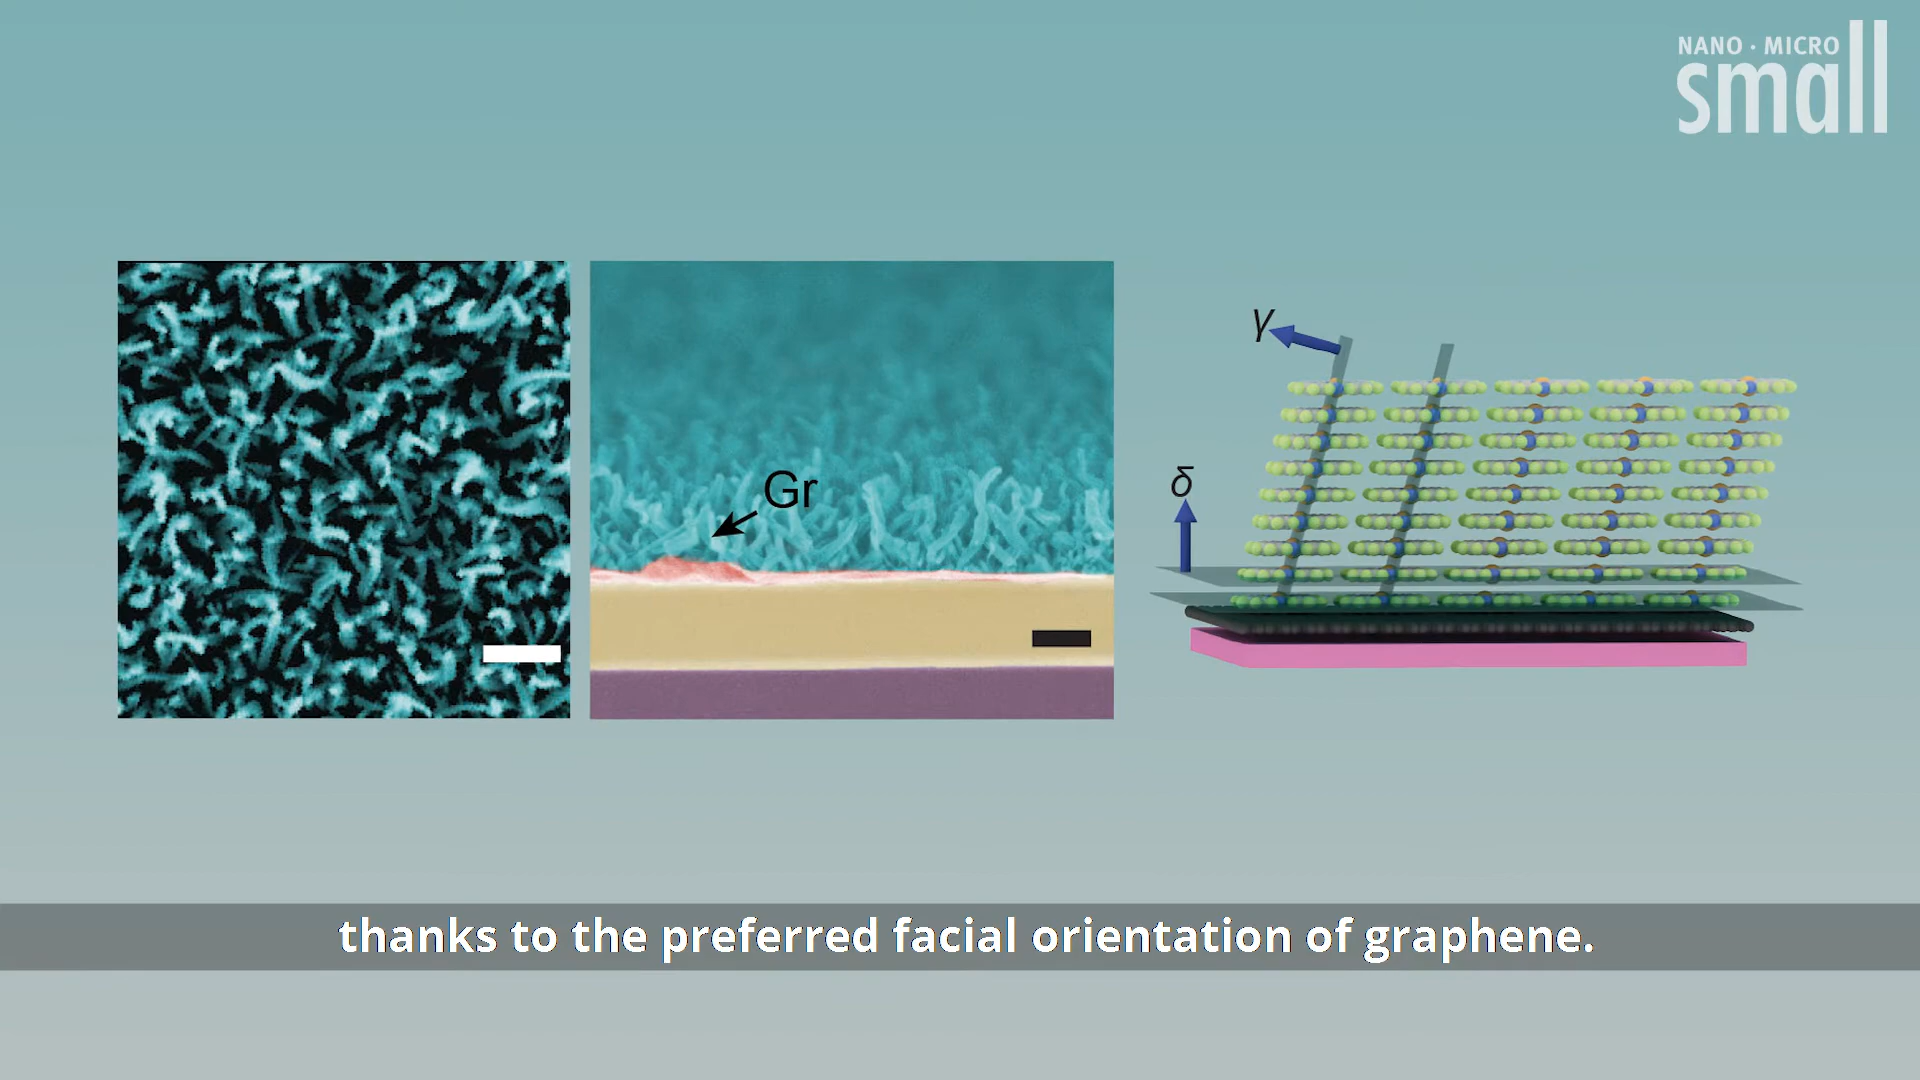 NANO · MICRO
small
Gr
γ
δ
thanks to the preferred facial orientation of graphene.